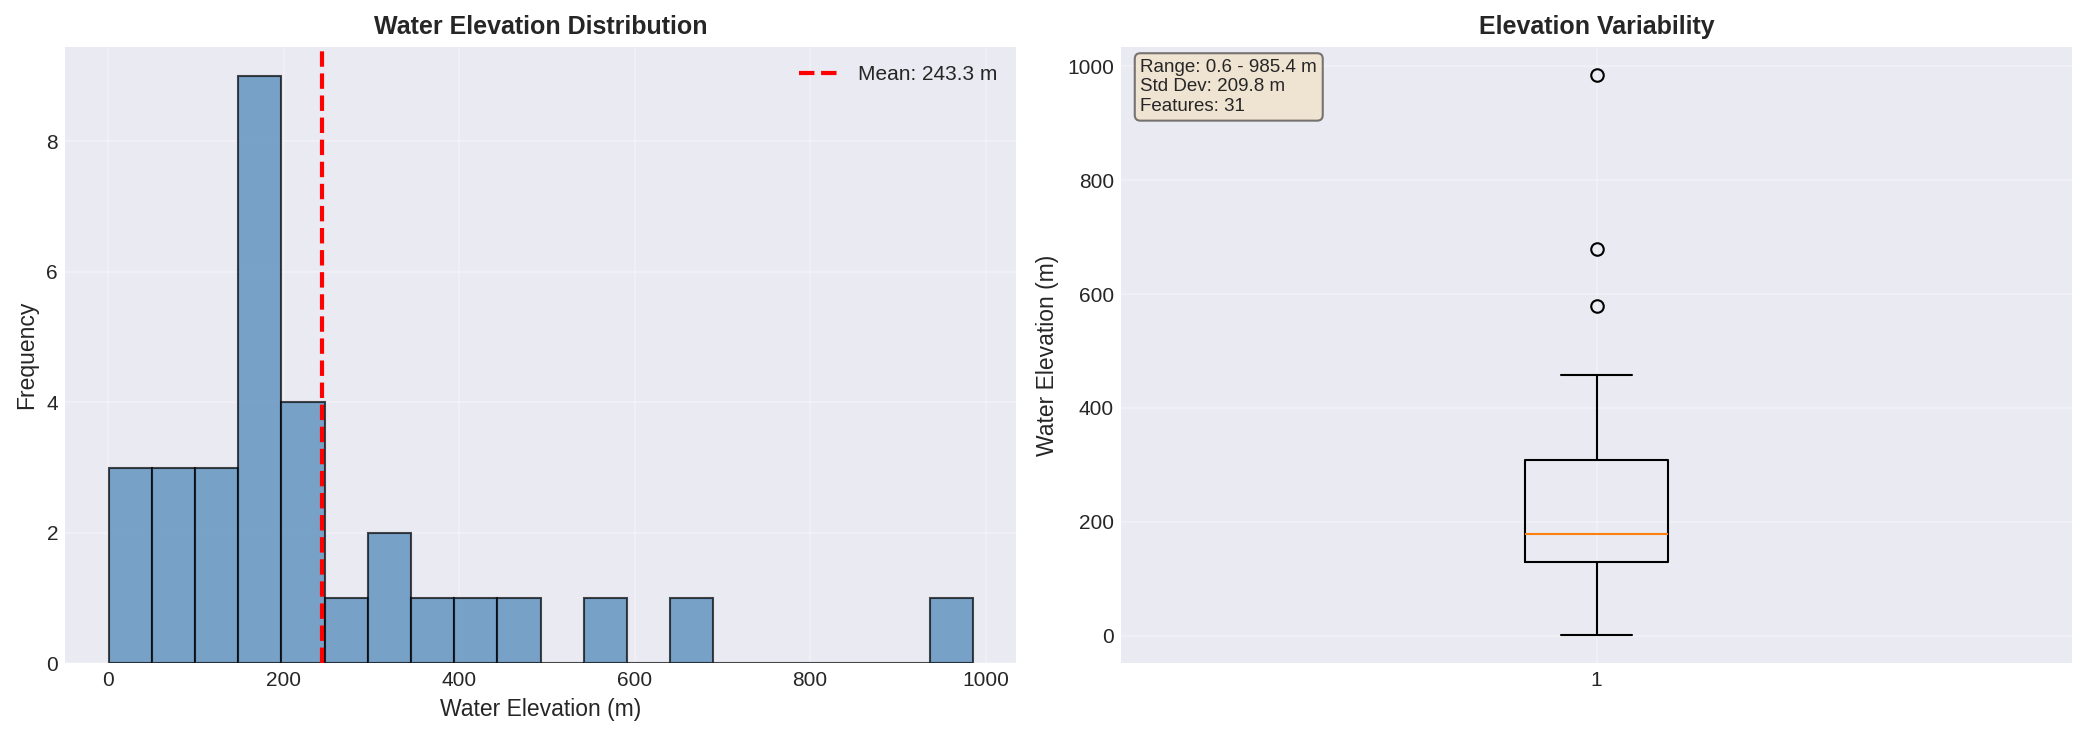 Water Elevation Distribution
Mean: 243.3 m
Frequency
8
6
4
2
0
0 200 400 600 800 1000
Water Elevation (m)
Elevation Variability
Range: 0.6 - 985.4 m
Std Dev: 209.8 m
Features: 31
Water Elevation (m)
1000
800
600
400
200
0
1